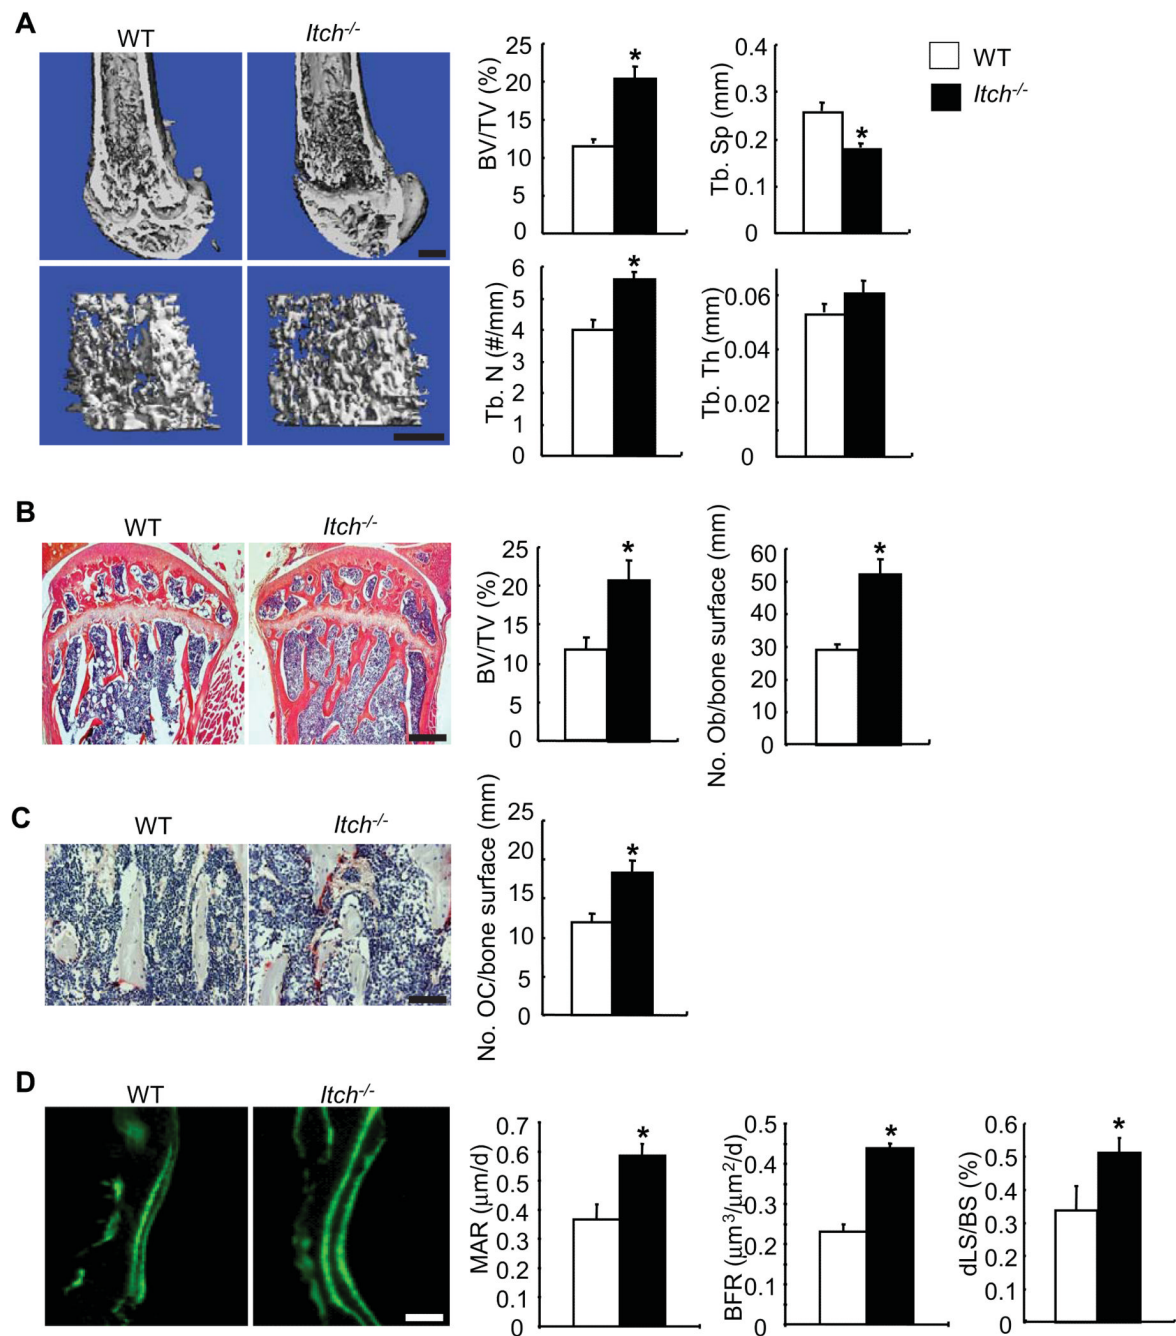 A
WT
Itch-/-
BV/TV (%)
25
20
15
10
5
0
*
Tb. Sp (mm)
0.4
0.3
0.2
0.1
0
*
WT
Itch-/-
Tb. N (#/mm)
6
5
4
3
2
1
0
*
Tb. Th (mm)
0.06
0.04
0.02
0
B
WT
Itch-/-
BV/TV (%)
25
20
15
10
5
0
*
No. Ob/bone surface (mm)
60
50
40
30
20
10
0
*
C
WT
Itch-/-
No. OC/bone surface (mm)
25
20
15
10
5
0
*
D
WT
Itch-/-
MAR (μm/d)
0.7
0.6
0.5
0.4
0.3
0.2
0.1
0
*
BFR (μm³/μm²/d)
0.5
0.4
0.3
0.2
0.1
0
*
dLS/BS (%)
0.6
0.5
0.4
0.3
0.2
0.1
0
*